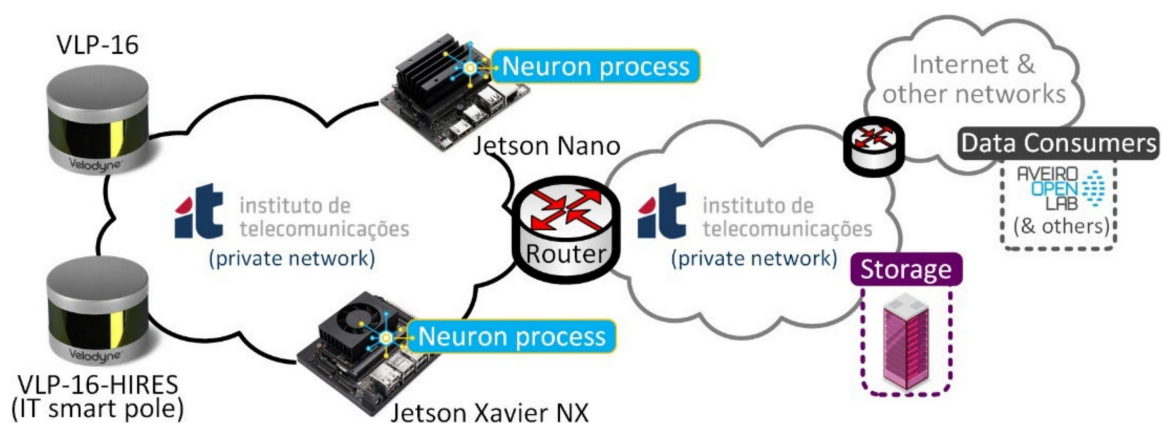 VLP-16
Velodyne
Neuron process
Jetson Nano
Internet &
other networks
Data Consumers
AVEIRO
OPEN
LAB
(& others)
it instituto de
telecomunicações
(private network)
Router
it instituto de
telecomunicações
(private network)
Storage
Velodyne
VLP-16-HIRES
(IT smart pole)
Neuron process
Jetson Xavier NX